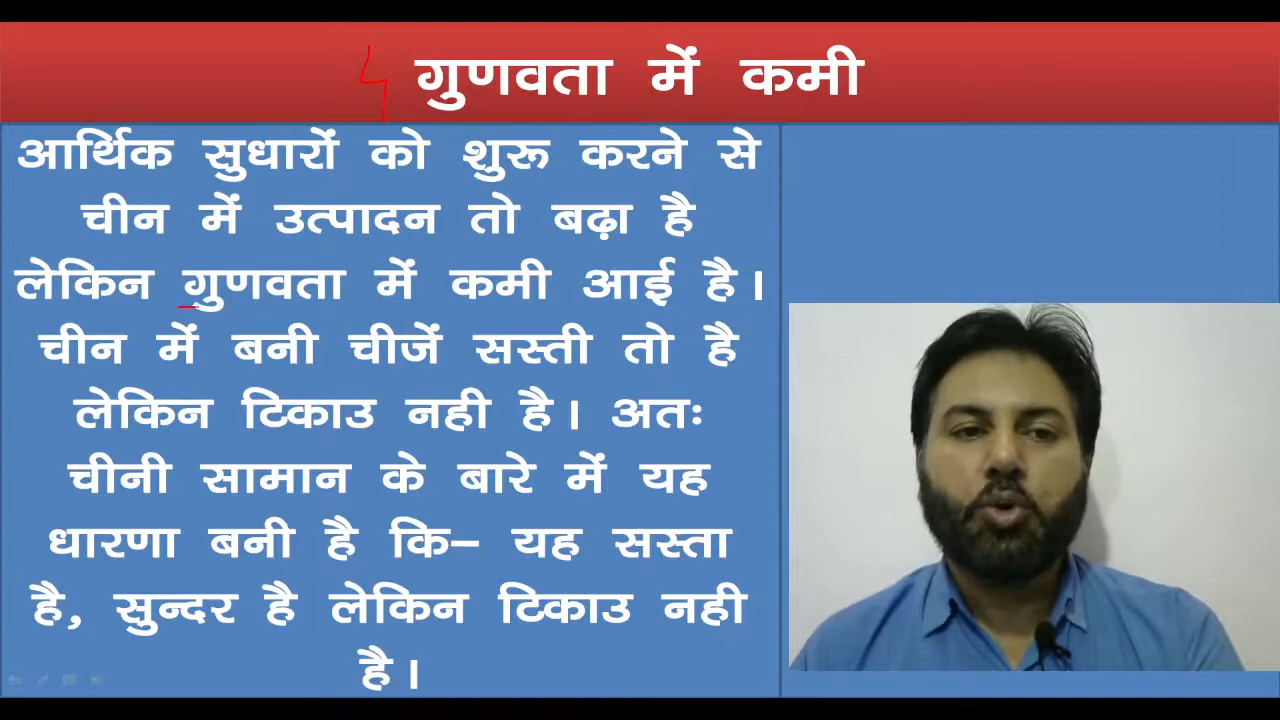 4 गुणवता में कमी
आर्थिक सुधारों को शुरू करने से
चीन में उत्पादन तो बढ़ा है
लेकिन गुणवता में कमी आई है।
चीन में बनी चीजें सस्ती तो है
लेकिन टिकाउ नही है। अतः
चीनी सामान के बारे में यह
धारणा बनी है कि– यह सस्ता
है, सुन्दर है लेकिन टिकाउ नही
है।